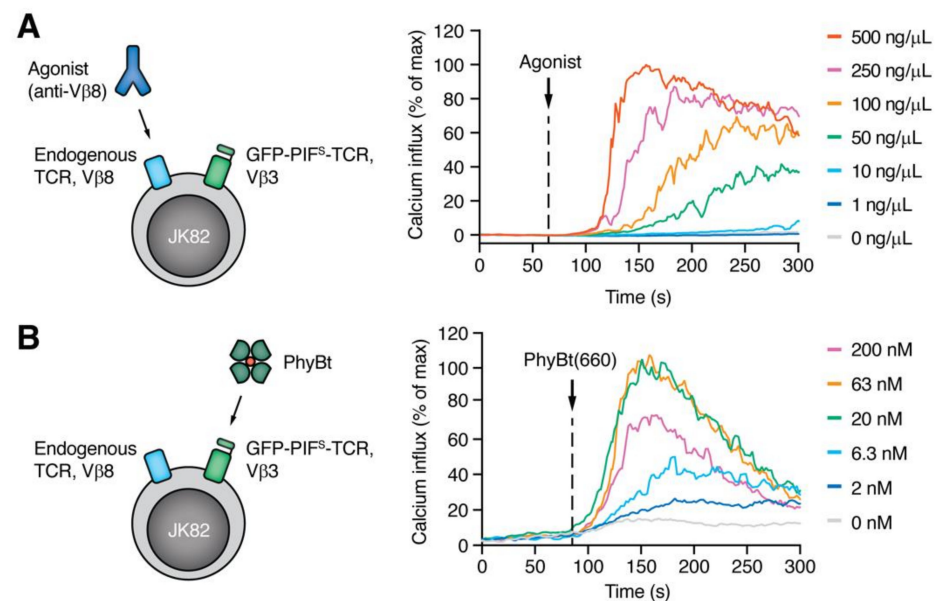 A
Agonist
(anti-Vβ8)
Endogenous
TCR, Vβ8
GFP-PIFS-TCR,
Vβ3
JK82
Calcium influx (% of max)
120
100
80
60
40
20
0
Agonist
0
50
100
150
200
250
300
Time (s)
500 ng/μL
250 ng/μL
100 ng/μL
50 ng/μL
10 ng/μL
1 ng/μL
0 ng/μL
B
PhyBt
Endogenous
TCR, Vβ8
GFP-PIFS-TCR,
Vβ3
JK82
Calcium influx (% of max)
120
100
80
60
40
20
0
PhyBt(660)
0
50
100
150
200
250
300
Time (s)
200 nM
63 nM
20 nM
6.3 nM
2 nM
0 nM